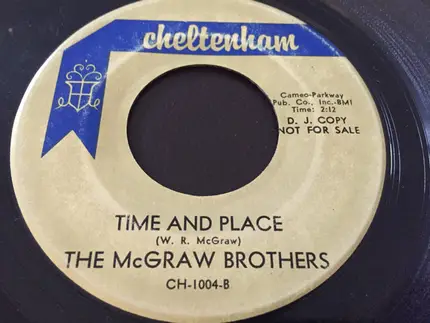 cheltenham
Cameo-Parkway
Pub. Co., Inc.-BMI
Time: 2:12
D. J. COPY
NOT FOR SALE
TIME AND PLACE
(W. R. McGraw)
THE McGRAW BROTHERS
CH-1004-B